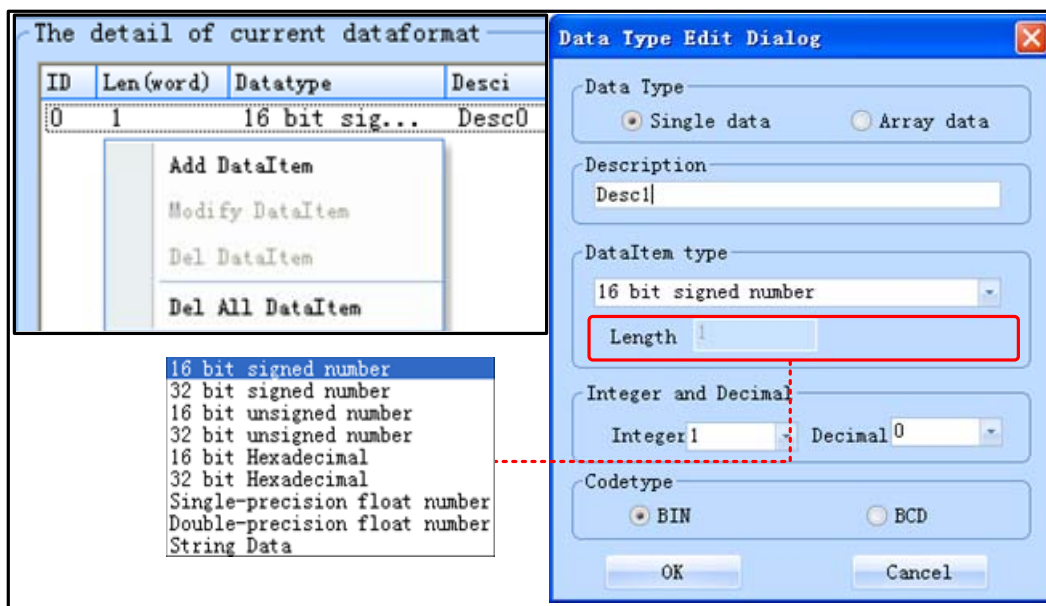 The detail of current dataformat
ID Len(word) Datatype Desci
0 1 16 bit sig... Desc0
Add DataItem
Modify DataItem
Del DataItem
Del All DataItem
16 bit signed number
32 bit signed number
16 bit unsigned number
32 bit unsigned number
16 bit Hexadecimal
32 bit Hexadecimal
Single-precision float number
Double-precision float number
String Data
Data Type Edit Dialog
Data Type
Single data Array data
Description
Desc1
DataItem type
16 bit signed number
Length 1
Integer and Decimal
Integer 1 Decimal 0
Codetype
BIN BCD
OK Cancel